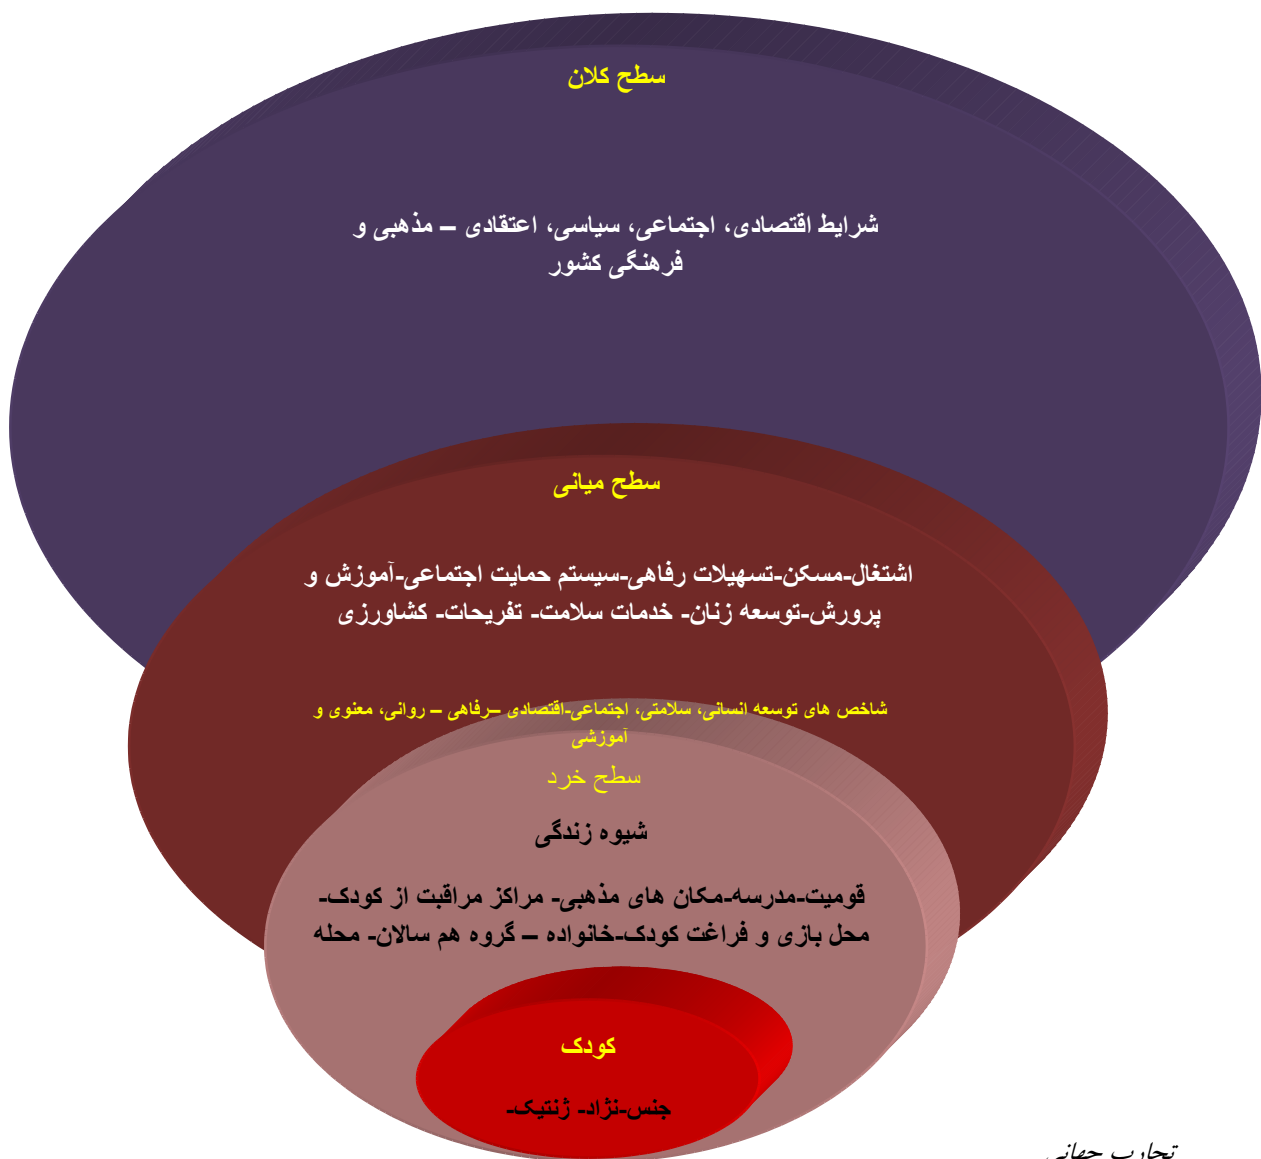 سطح کلان
شرایط اقتصادی، اجتماعی، سیاسی، اعتقادی – مذهبی و
فرهنگی کشور
سطح میانی
اشتغال-مسکن-تسهیلات رفاهی-سیستم حمایت اجتماعی-آموزش و
پرورش-توسعه زنان- خدمات سلامت- تفریحات- کشاورزی
شاخص های توسعه انسانی، سلامتی، اجتماعی-اقتصادی –رفاهی – روانی، معنوی و
آموزشی
سطح خرد
شیوه زندگی
قومیت-مدرسه-مکان های مذهبی- مراکز مراقبت از کودک-
محل بازی و فراغت کودک-خانواده – گروه هم سالان- محله
کودک
جنس-نژاد- ژنتیک-
تجارب جهانی